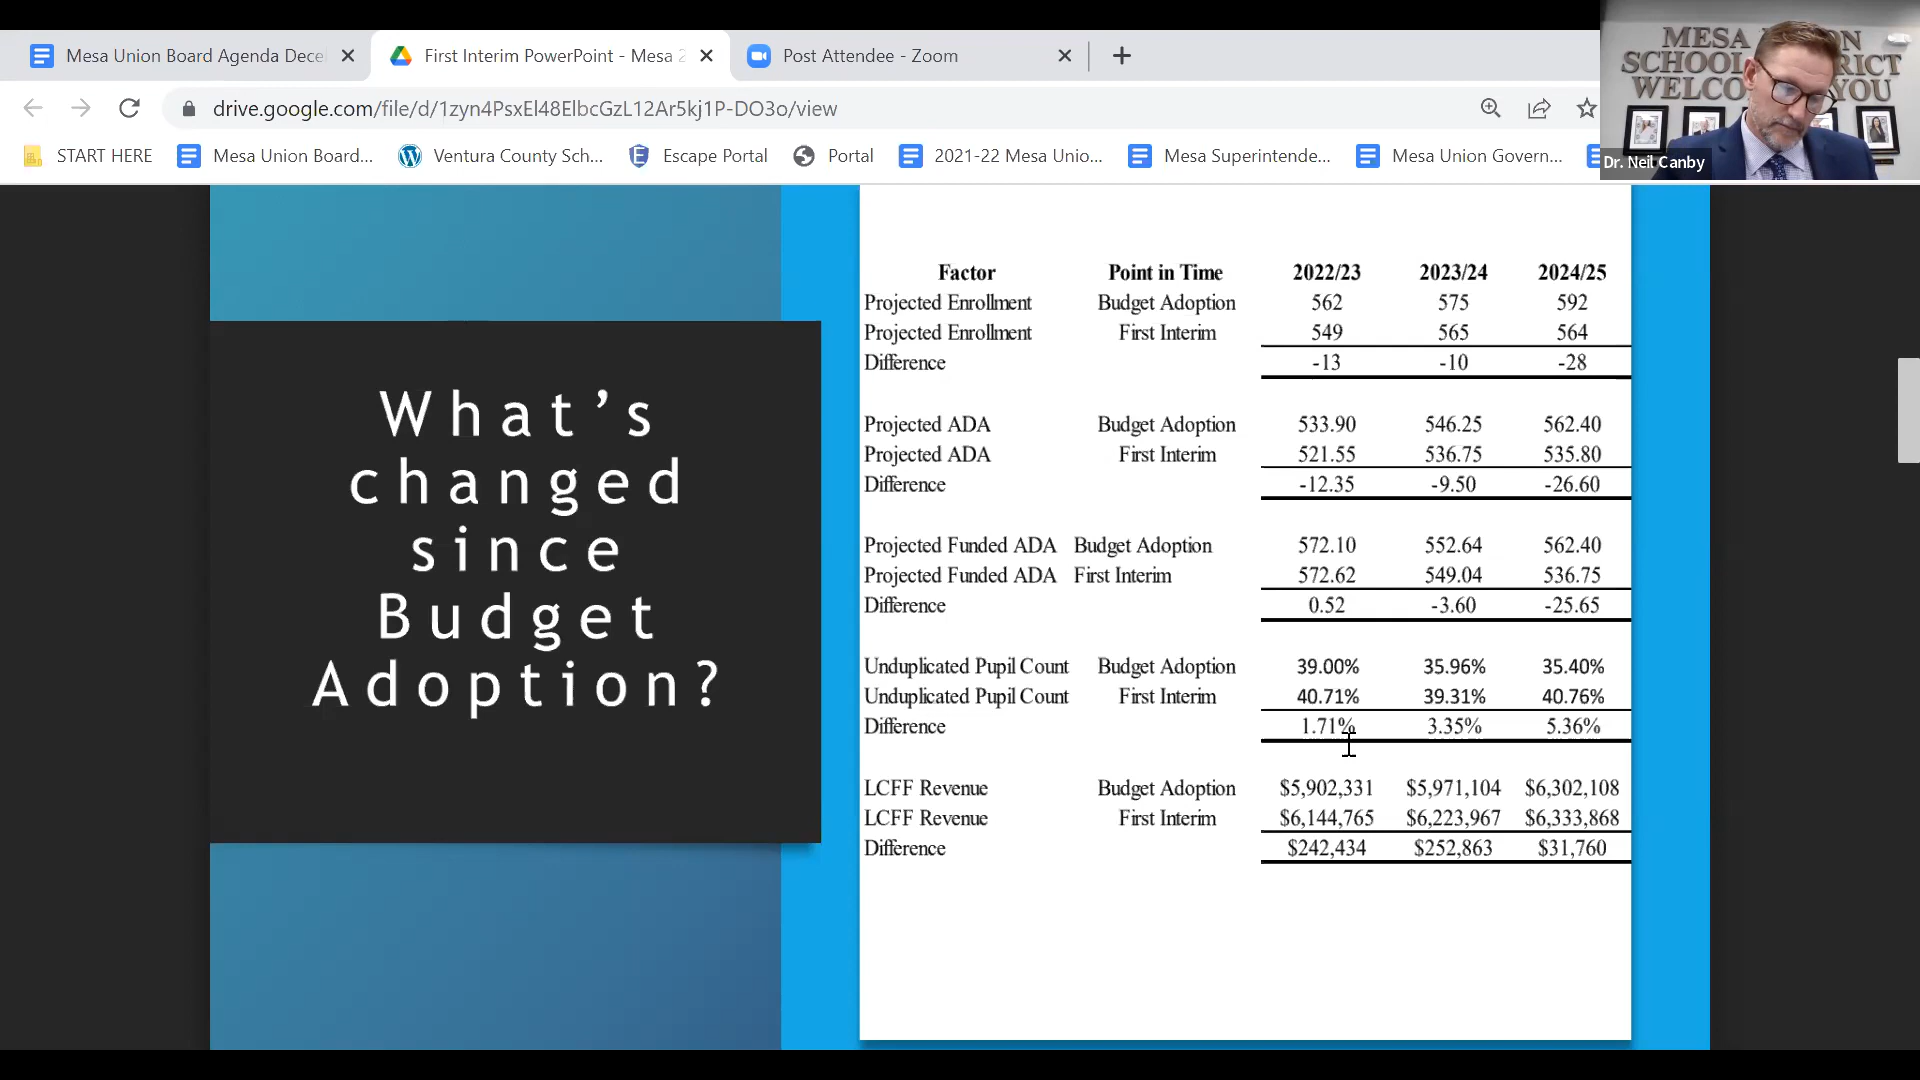 Mesa Union Board Agenda Dece
First Interim PowerPoint - Mesa 2
Post Attendee - Zoom
drive.google.com/file/d/1zyn4PsxEl48ElbcGzL12Ar5kj1P-DO3o/view
START HERE
Mesa Union Board...
Ventura County Sch...
Escape Portal
Portal
2021-22 Mesa Unio...
Mesa Superintende...
Mesa Union Govern...
MESA UNION
SCHOOL DISTRICT
WELCOMES YOU
Dr. Neil Canby
What's
changed
since
Budget
Adoption?
Factor Point in Time 2022/23 2023/24 2024/25
Projected Enrollment Budget Adoption 562 575 592
Projected Enrollment First Interim 549 565 564
Difference -13 -10 -28
Projected ADA Budget Adoption 533.90 546.25 562.40
Projected ADA First Interim 521.55 536.75 535.80
Difference -12.35 -9.50 -26.60
Projected Funded ADA Budget Adoption 572.10 552.64 562.40
Projected Funded ADA First Interim 572.62 549.04 536.75
Difference 0.52 -3.60 -25.65
Unduplicated Pupil Count Budget Adoption 39.00% 35.96% 35.40%
Unduplicated Pupil Count First Interim 40.71% 39.31% 40.76%
Difference 1.71% 3.35% 5.36%
LCFF Revenue Budget Adoption $5,902,331 $5,971,104 $6,302,108
LCFF Revenue First Interim $6,144,765 $6,223,967 $6,333,868
Difference $242,434 $252,863 $31,760